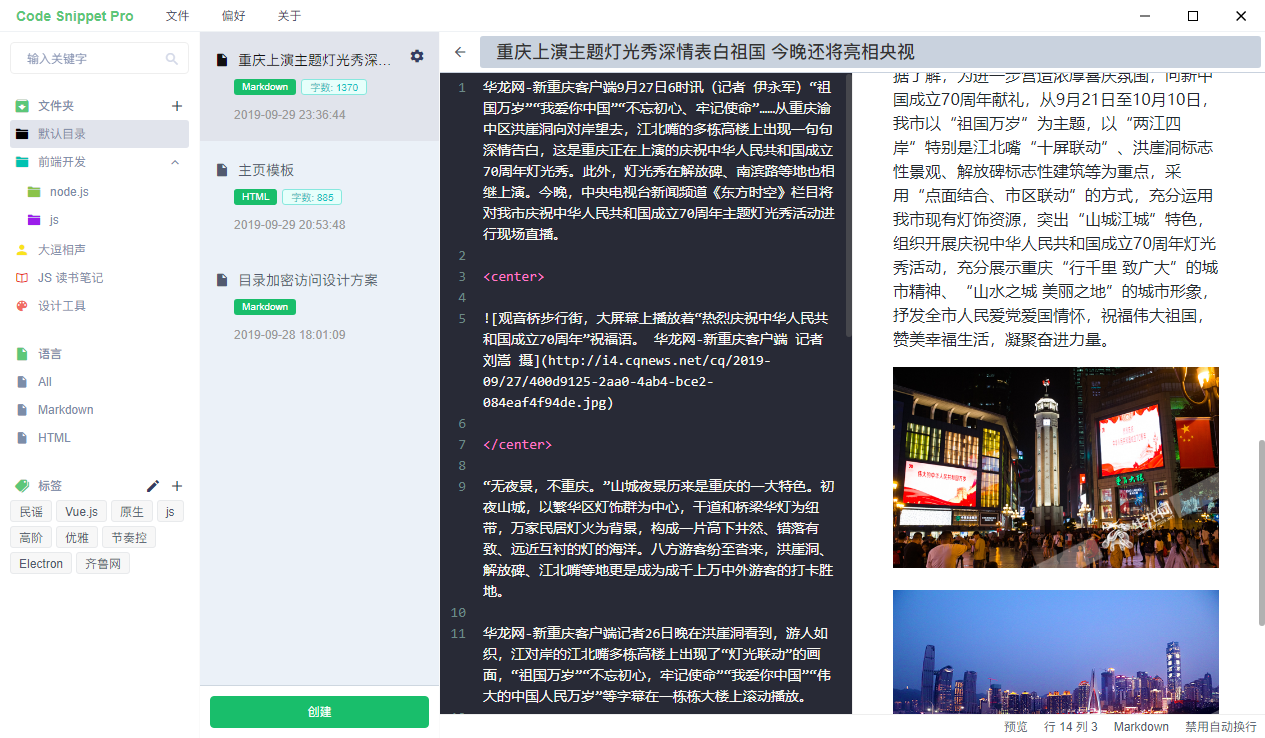 Code Snippet Pro
文件
偏好
关于
输入关键字
文件夹
默认目录
前端开发
node.js
js
大逗相声
JS 读书笔记
设计工具
语言
All
Markdown
HTML
标签
民谣 Vue.js 原生 js
高阶 优雅 节奏控
Electron 齐鲁网
重庆上演主题灯光秀深...
Markdown 字数: 1370
2019-09-29 23:36:44
主页模板
HTML 字数: 885
2019-09-29 20:53:48
目录加密访问设计方案
Markdown
2019-09-28 18:01:09
创建
重庆上演主题灯光秀深情表白祖国 今晚还将亮相央视
1 华龙网-新重庆客户端9月27日6时讯（记者 伊永军）“祖
国万岁”“我爱你中国”“不忘初心、牢记使命”……从重庆渝
中区洪崖洞向对岸望去，江北嘴的多栋高楼上出现一句句
深情告白，这是重庆正在上演的庆祝中华人民共和国成立
70周年灯光秀。此外，灯光秀在解放碑、南滨路等地也相
继上演。今晚，中央电视台新闻频道《东方时空》栏目将
对我市庆祝中华人民共和国成立70周年主题灯光秀活动进
行现场直播。
2
3 <center>
4
5 ![观音桥步行街，大屏幕上播放着“热烈庆祝中华人民共
和国成立70周年”祝福语。 华龙网-新重庆客户端 记者
刘嵩 摄](http://i4.cqnews.net/cq/2019-
09/27/400d9125-2aa0-4ab4-bce2-
084eaf4f94de.jpg)
6
7 </center>
8
9 “无夜景，不重庆。”山城夜景历来是重庆的一大特色。初
夜山城，以繁华区灯饰群为中心，干道和桥梁华灯为纽
带，万家民居灯火为背景，构成一片高下井然、错落有
致、远近互衬的灯的海洋。八方游客纷至沓来，洪崖洞、
解放碑、江北嘴等地更是成为成千上万中外游客的打卡胜
地。
10
11 华龙网-新重庆客户端记者26日晚在洪崖洞看到，游人如
织，江对岸的江北嘴多栋高楼上出现了“灯光联动”的画
面，“祖国万岁”“不忘初心，牢记使命”“我爱你中国”“伟
大的中国人民万岁”等字幕在一栋栋大楼上滚动播放。
据了解，为进一步营造浓厚喜庆氛围，向新中
国成立70周年献礼，从9月21日至10月10日，
我市以“祖国万岁”为主题，以“两江四
岸”特别是江北嘴“十屏联动”、洪崖洞标志
性景观、解放碑标志性建筑等为重点，采
用“点面结合、市区联动”的方式，充分运用
我市现有灯饰资源，突出“山城江城”特色，
组织开展庆祝中华人民共和国成立70周年灯光
秀活动，充分展示重庆“行千里 致广大”的城
市精神、“山水之城 美丽之地”的城市形象，
抒发全市人民爱党爱国情怀，祝福伟大祖国，
赞美幸福生活，凝聚奋进力量。
预览
行 14 列 3
Markdown
禁用自动换行